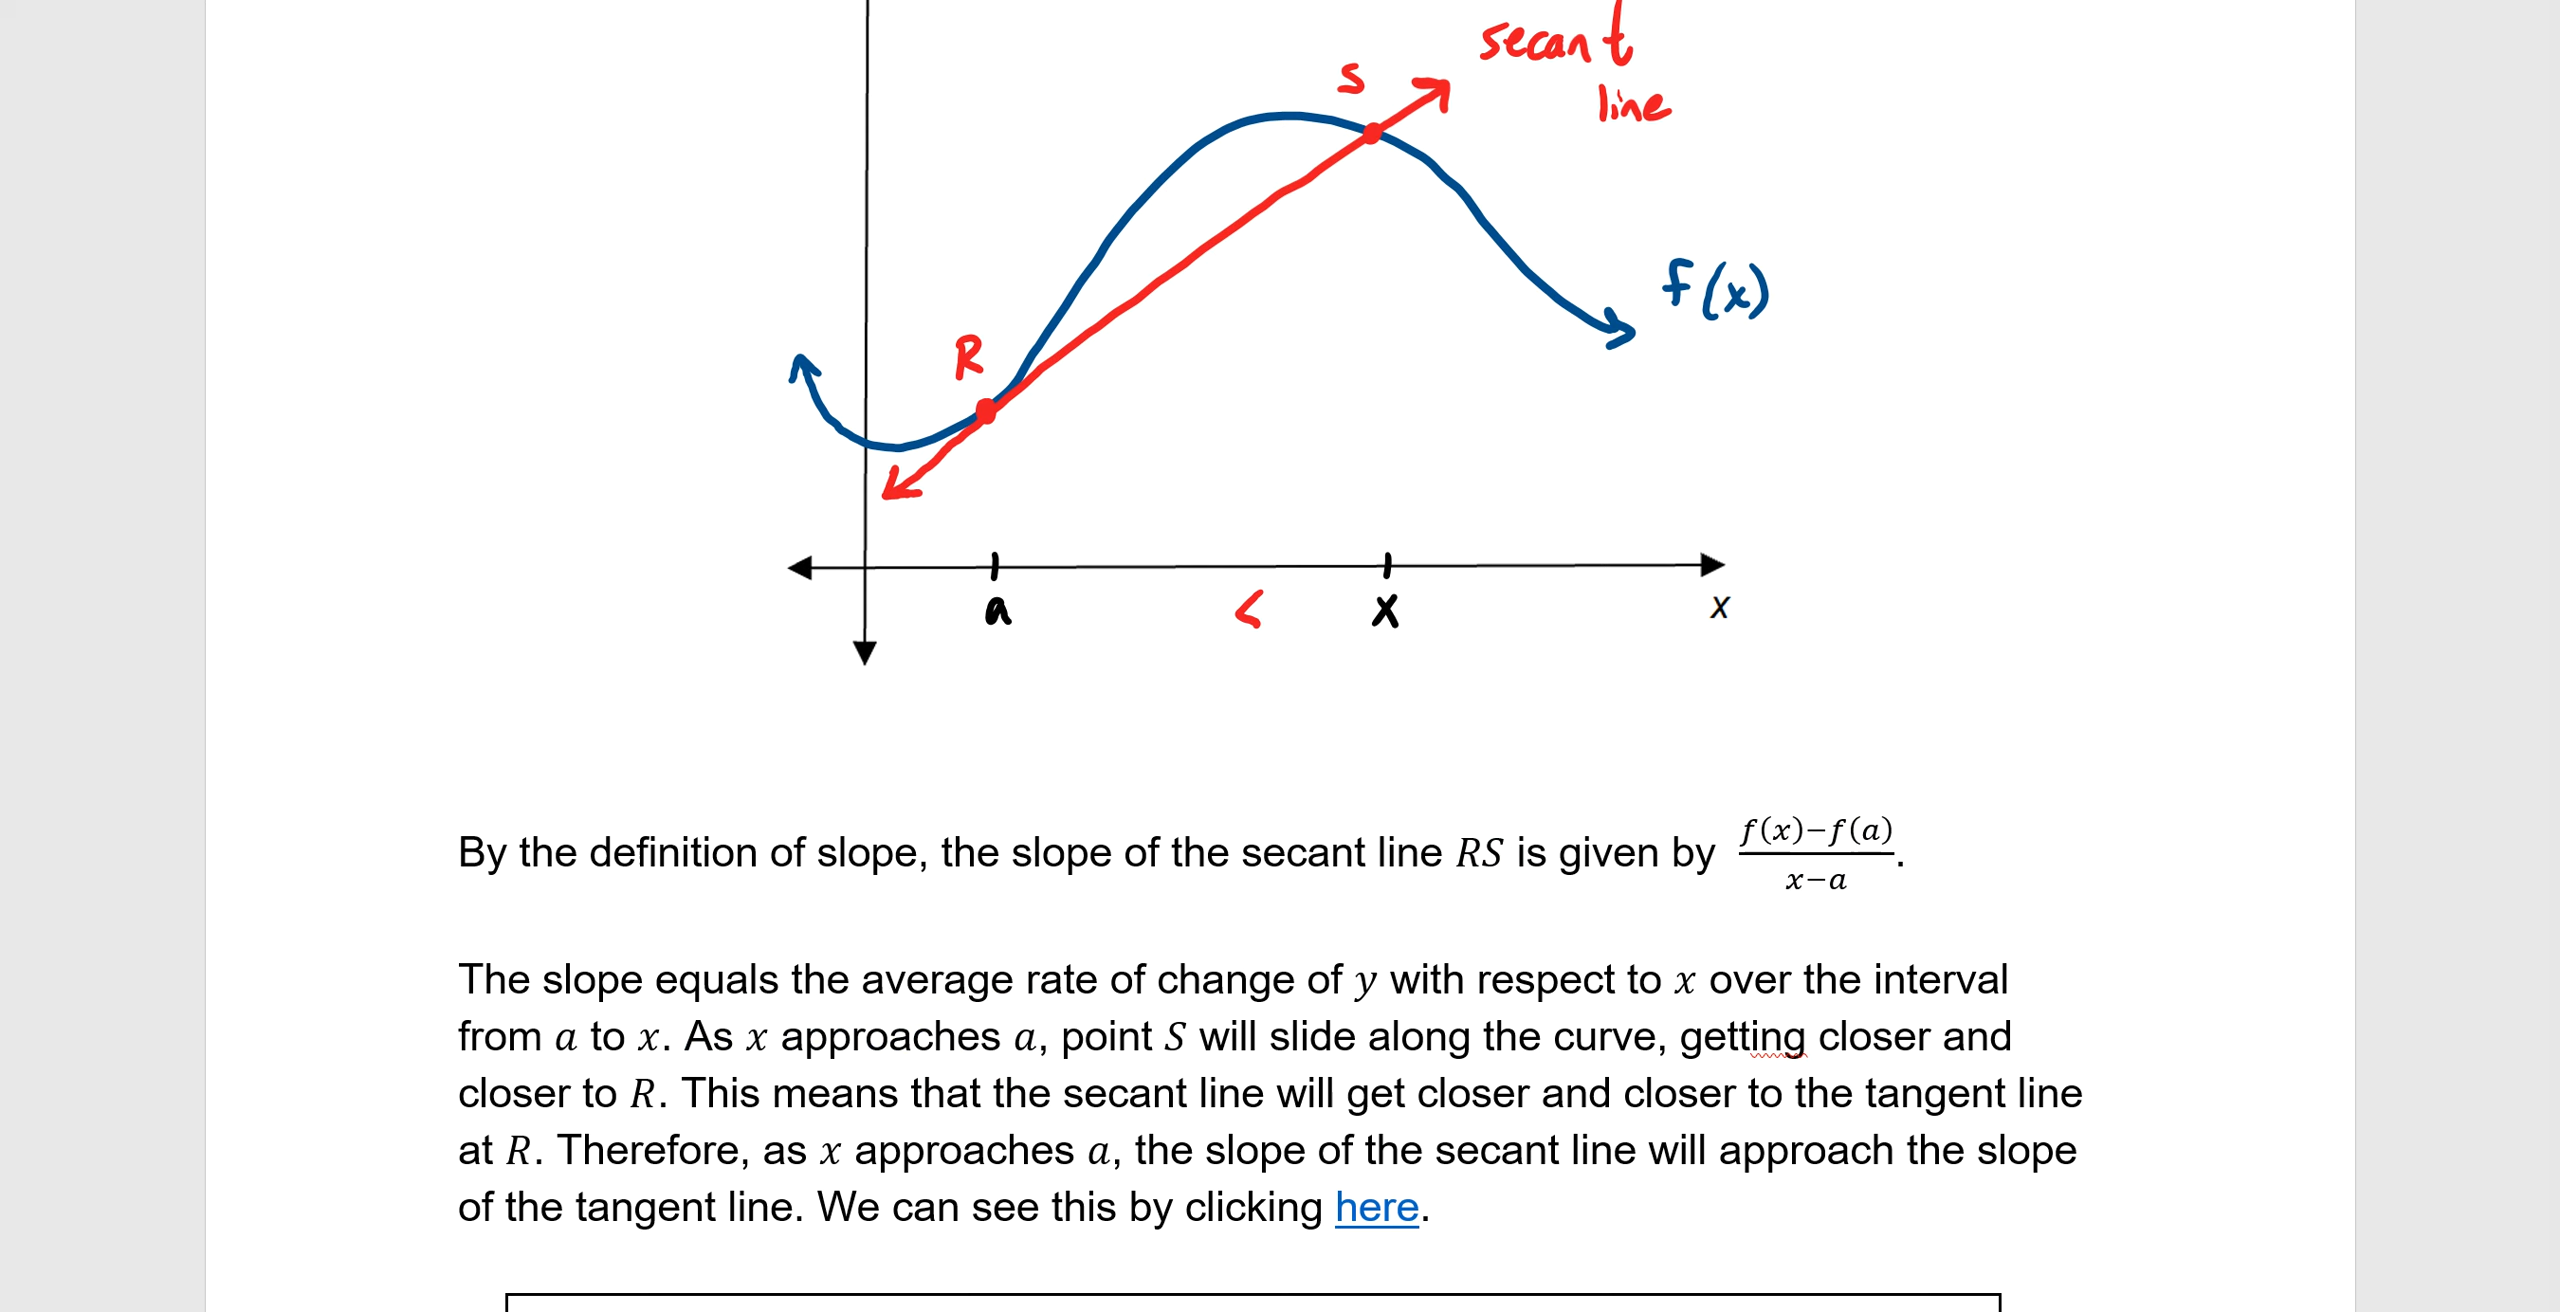 secant
line
S
f(x)
R
a < x x
By the definition of slope, the slope of the secant line RS is given by \frac{f(x)-f(a)}{x-a}.
The slope equals the average rate of change of y with respect to x over the interval
from a to x. As x approaches a, point S will slide along the curve, getting closer and
closer to R. This means that the secant line will get closer and closer to the tangent line
at R. Therefore, as x approaches a, the slope of the secant line will approach the slope
of the tangent line. We can see this by clicking here.